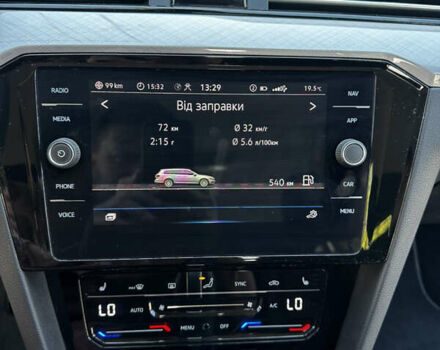 RADIO
MEDIA
PHONE
VOICE
99 km 15:32 13:29 19.5°C
< Від заправки >
72 км Ø 32 км/г
2:15 г Ø 5.6 л/100км
540 км
NAV
APP
CAR
MENU
SYNC
LO AUTO A/C LO
MENU OFF